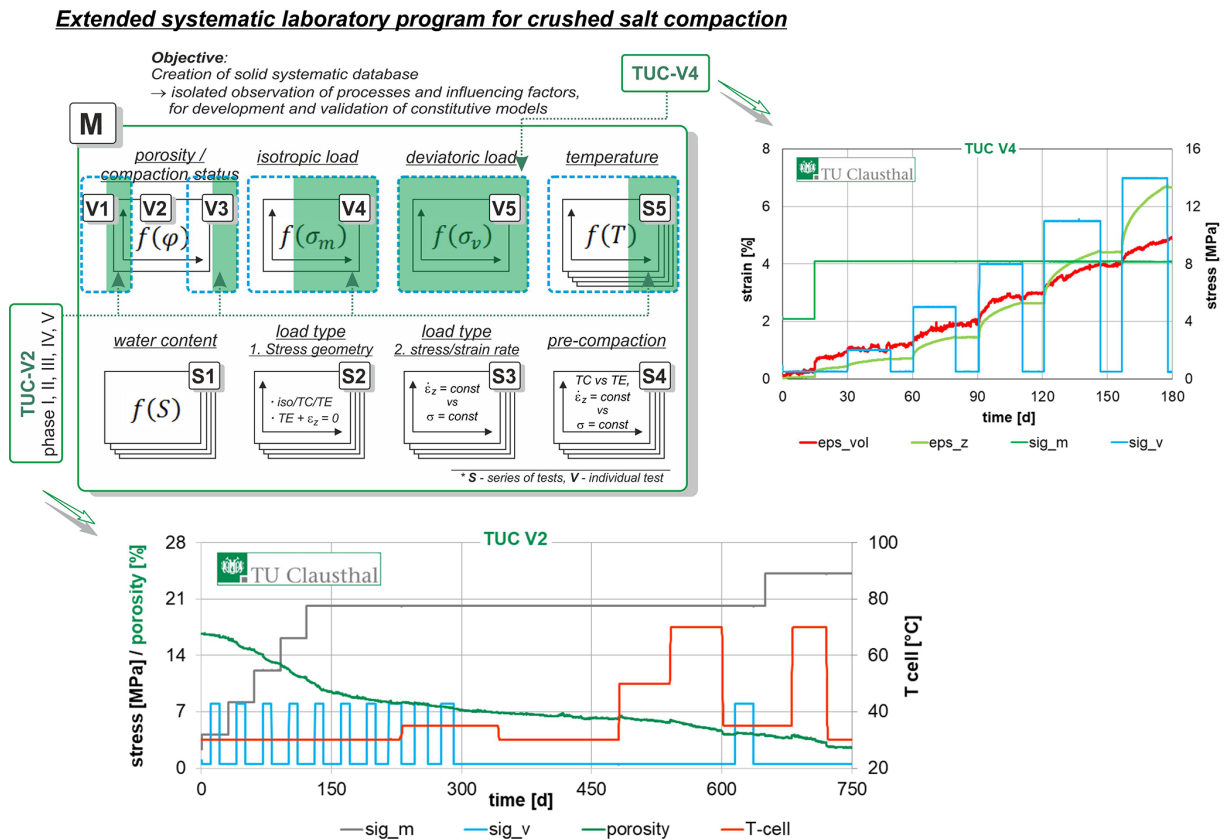 Extended systematic laboratory program for crushed salt compaction
Objective:
Creation of solid systematic database
→ isolated observation of processes and influencing factors,
for development and validation of constitutive models
TUC-V4
M
porosity /
compaction status
isotropic load
deviatoric load
temperature
V1
V2
V3
V4
V5
S5
f(φ)
f(σm)
f(σv)
f(T)
TUC-V2
phase I, II, III, IV, V
water content
load type
1. Stress geometry
load type
2. stress/strain rate
pre-compaction
S1
S2
S3
S4
f(S)
· iso/TC/TE
· TE + εz = 0
ε̇z = const
vs
σ = const
TC vs TE,
ε̇z = const
vs
σ = const
* S - series of tests, V - individual test
TUC V4
TU Clausthal
strain [%]
8
6
4
2
0
stress [MPa]
16
14
12
10
8
6
4
2
0
0 30 60 90 120 150 180
time [d]
eps_vol eps_z sig_m sig_v
TUC V2
TU Clausthal
stress [MPa] / porosity [%]
28
21
14
7
0
T cell [°C]
100
80
60
40
20
0 150 300 450 600 750
time [d]
sig_m sig_v porosity T-cell